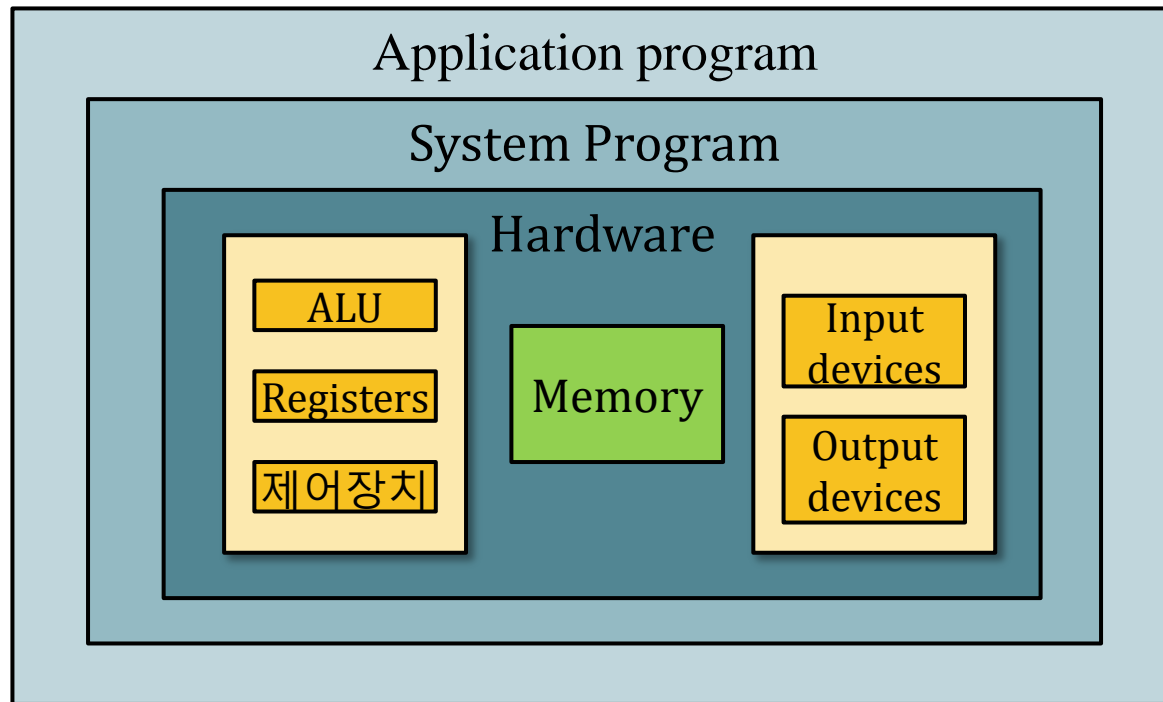 Application program
System Program
Hardware
ALU
Registers
제어장치
Memory
Input
devices
Output
devices